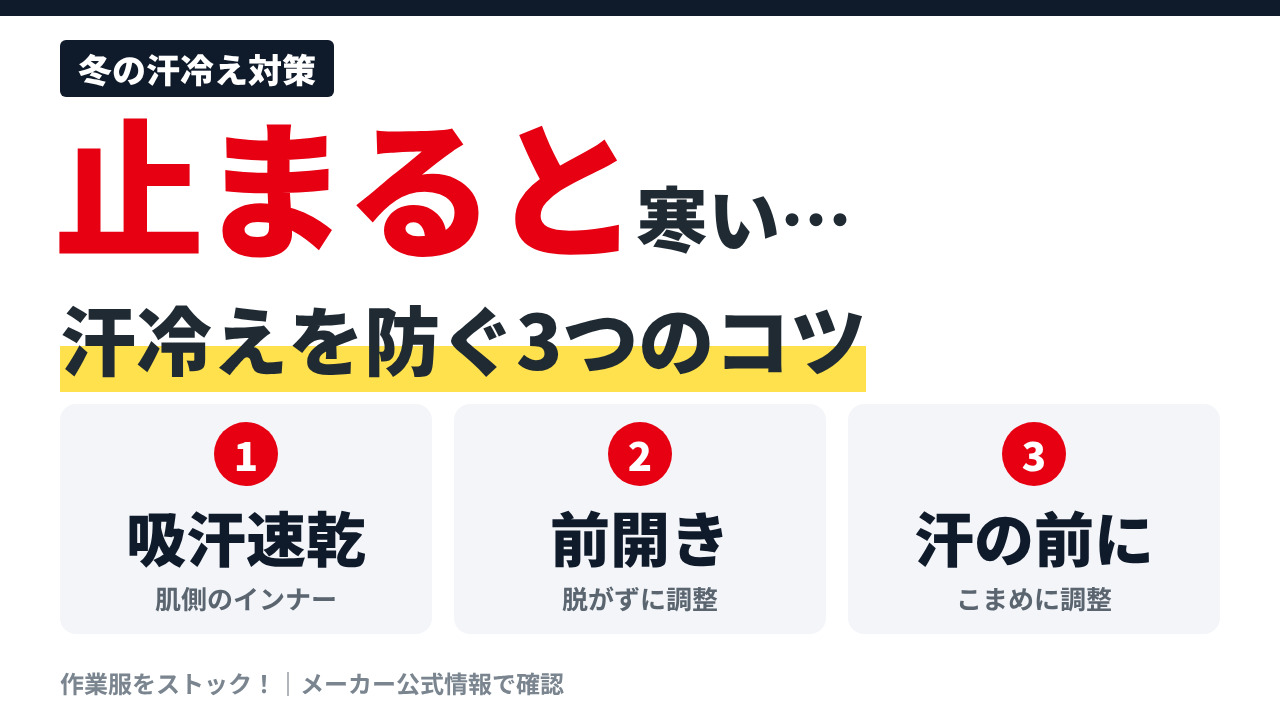 冬の汗冷え対策
止まると寒い…
汗冷えを防ぐ3つのコツ
1
吸汗速乾
肌側のインナー
2
前開き
脱がずに調整
3
汗の前に
こまめに調整
作業服をストック！｜メーカー公式情報で確認